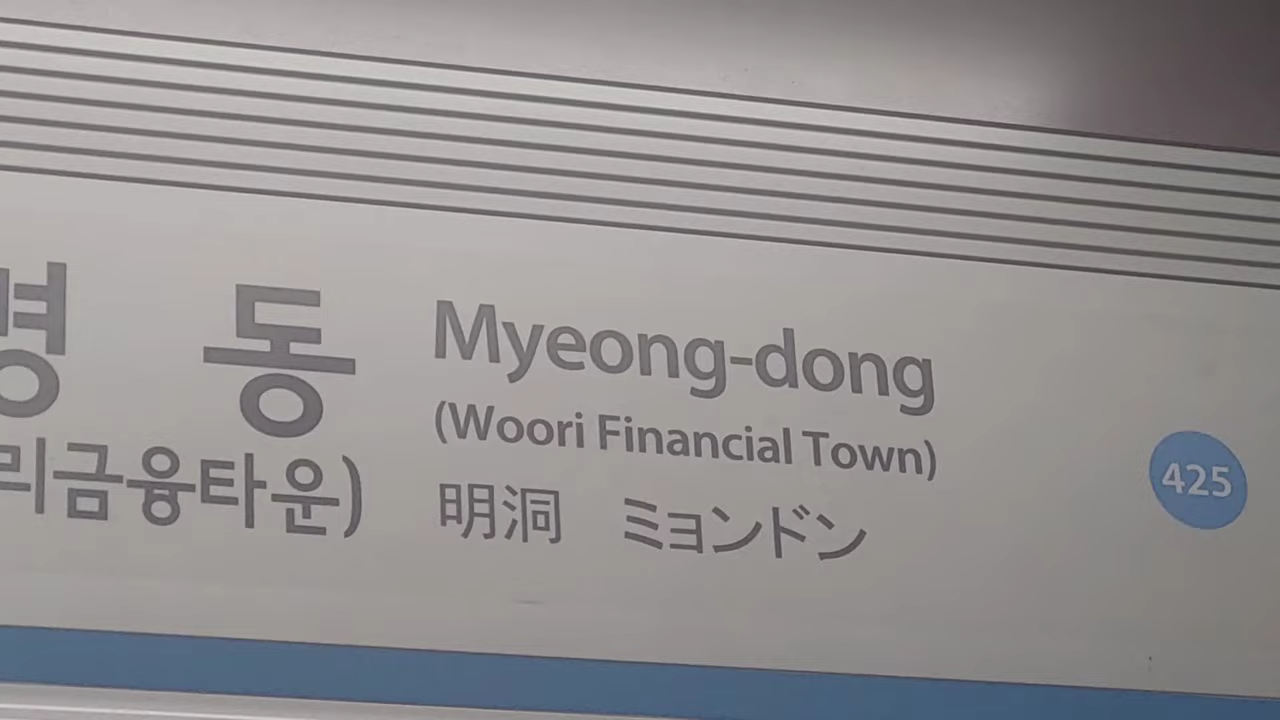 명 동
리금융타운)
Myeong-dong
(Woori Financial Town)
明洞 ミョンドン
425